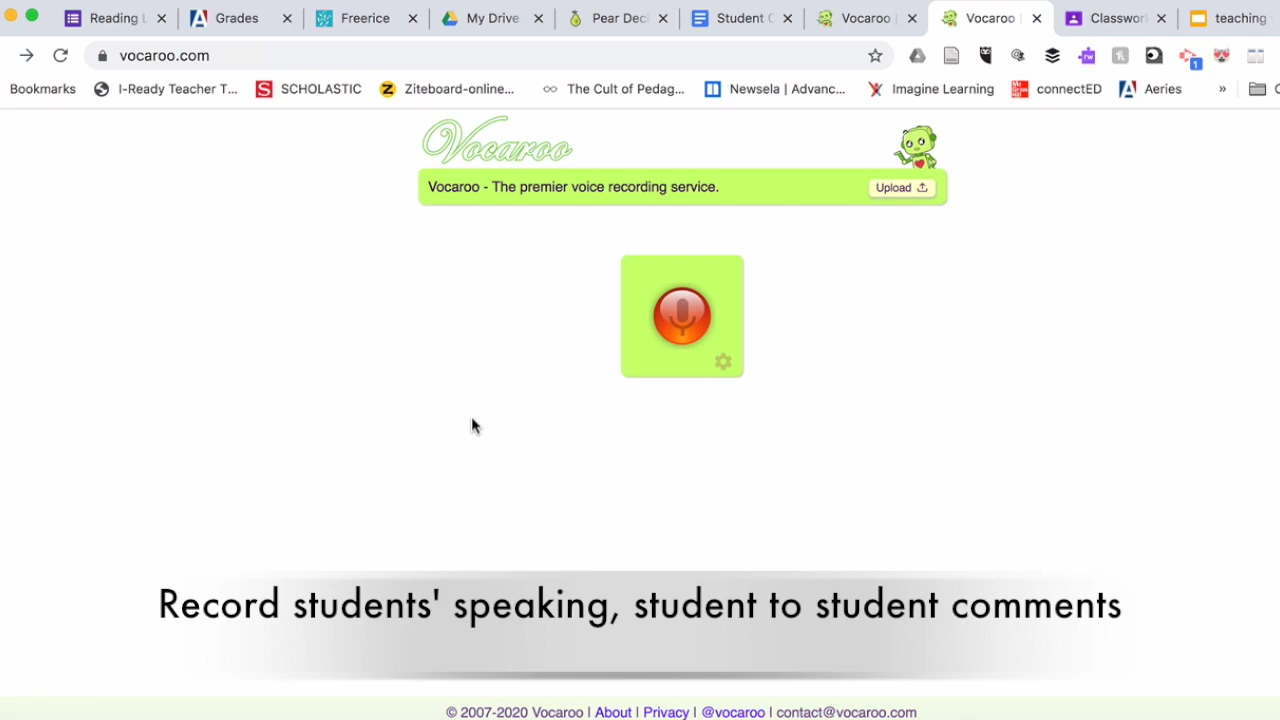 Reading L
Grades
Freerice
My Drive
Pear Dec
Student C
Vocaroo |
Vocaroo |
Classwor
teaching
vocaroo.com
1
Bookmarks
I-Ready Teacher T...
SCHOLASTIC
Ziteboard-online...
The Cult of Pedag...
Newsela | Advanc...
Imagine Learning
connectED
Aeries
»
Vocaroo
Vocaroo - The premier voice recording service.
Upload
Record students' speaking, student to student comments
© 2007-2020 Vocaroo | About | Privacy | @vocaroo | contact@vocaroo.com